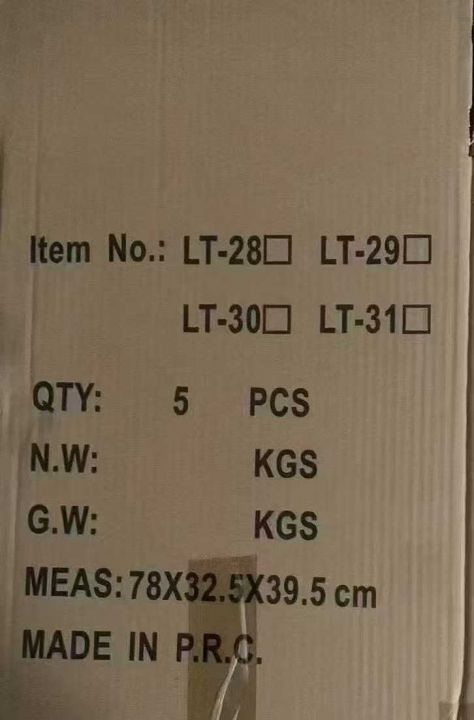 Item No.: LT-28□ LT-29□
LT-30□ LT-31□
QTY: 5 PCS
N.W: KGS
G.W: KGS
MEAS: 78X32.5X39.5 cm
MADE IN P.R.C.